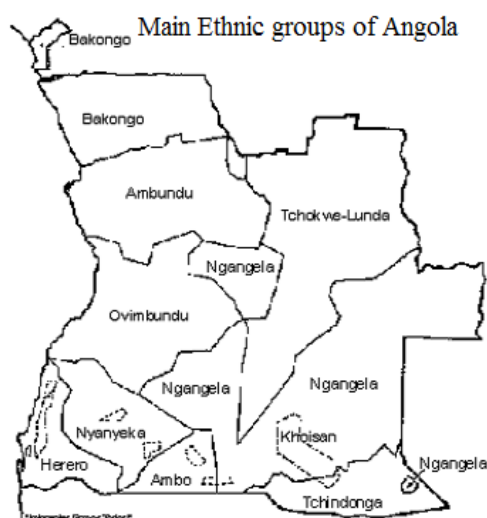 Main Ethnic groups of Angola
Bakongo
Bakongo
Ambundu
Tchokwe-Lunda
Ngangela
Ovimbundu
Ngangela
Ngangela
Nyanyeka
Khoisan
Herero
Ambo
Ngangela
Tchindonga